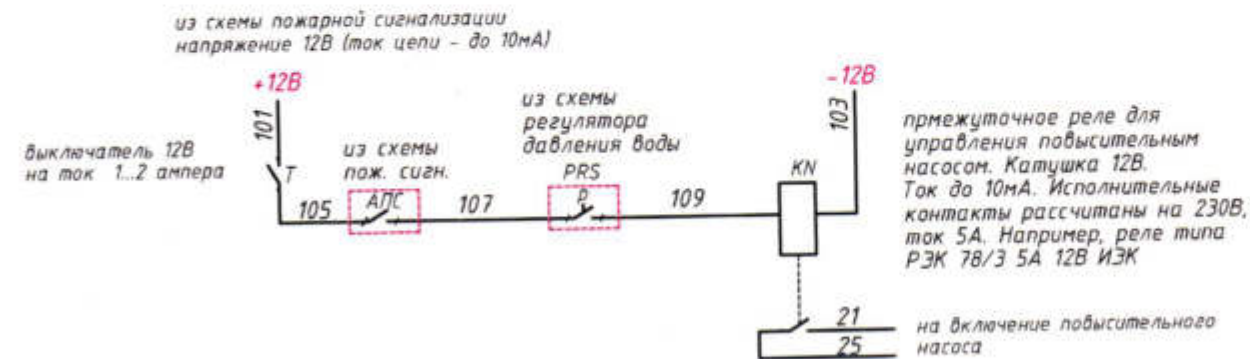 из схемы пожарной сигнализации
напряжение 12В (ток цепи - до 10мА)
+12В
-12В
101
103
выключатель 12В
на ток 1...2 ампера
Т
из схемы
пож. сигн.
АПС
из схемы
регулятора
давления воды
PRS
P
KN
105
107
109
прмежуточное реле для
управления повысительным
насосом. Катушка 12В.
Ток до 10мА. Исполнительные
контакты рассчитаны на 230В,
ток 5А. Например, реле типа
РЭК 78/3 5А 12В ИЭК
21
25
на включение повысительного
насоса